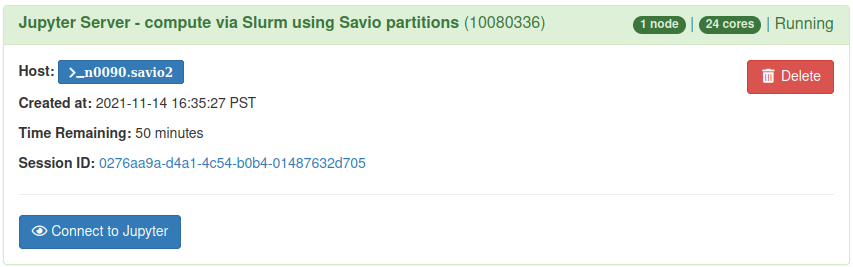 Jupyter Server - compute via Slurm using Savio partitions (10080336) 1 node | 24 cores | Running
Host: >_n0090.savio2 Delete
Created at: 2021-11-14 16:35:27 PST
Time Remaining: 50 minutes
Session ID: 0276aa9a-d4a1-4c54-b0b4-01487632d705
Connect to Jupyter